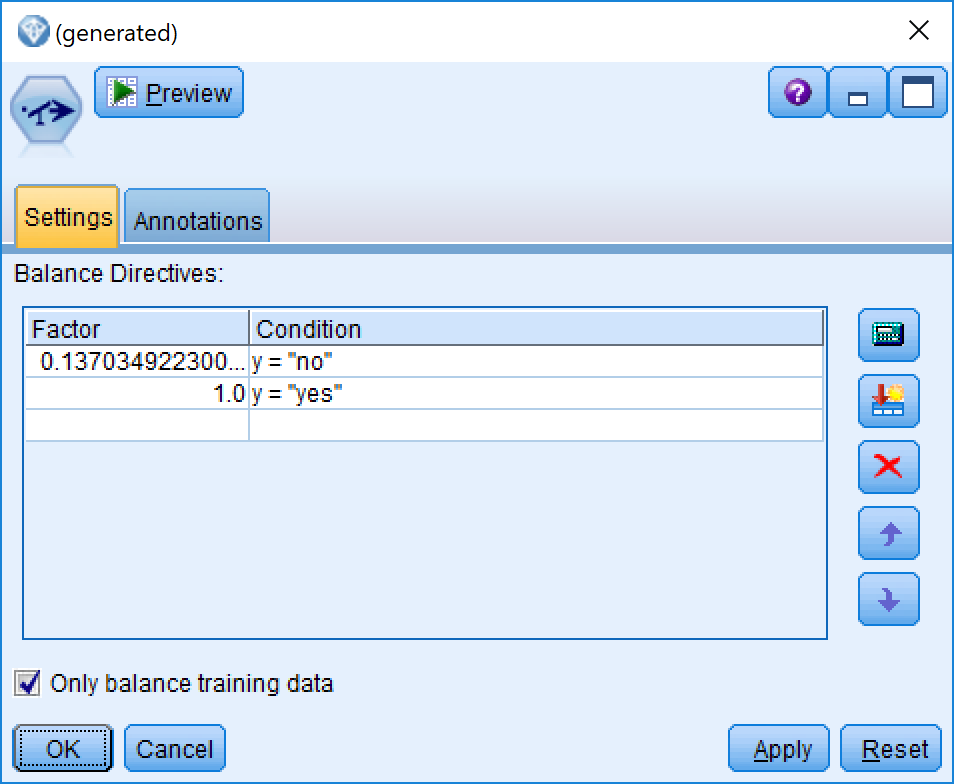 (generated)
Preview
Settings
Annotations
Balance Directives:
Factor
Condition
0.137034922300...
y = "no"
1.0
y = "yes"
Only balance training data
OK
Cancel
Apply
Reset